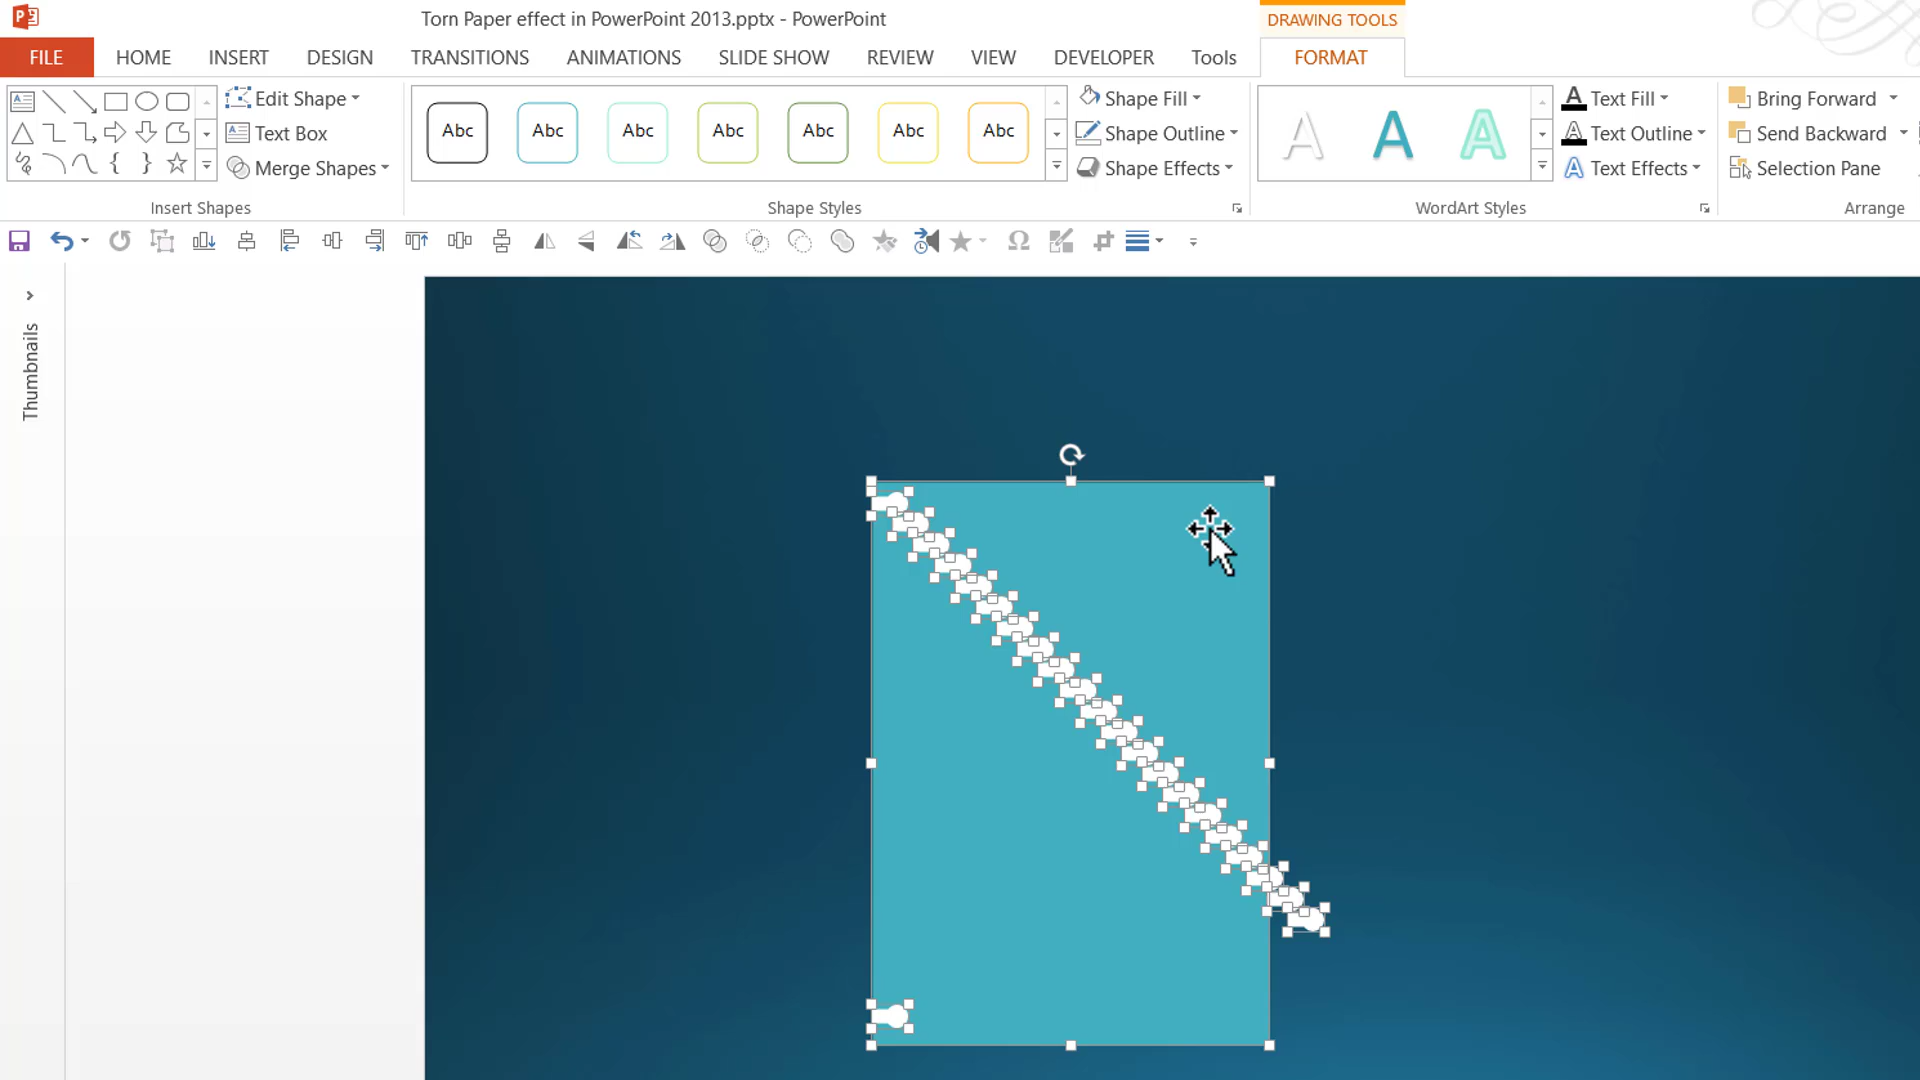 Torn Paper effect in PowerPoint 2013.pptx - PowerPoint
DRAWING TOOLS
FILE HOME INSERT DESIGN TRANSITIONS ANIMATIONS SLIDE SHOW REVIEW VIEW DEVELOPER Tools FORMAT
Edit Shape
Text Box
Merge Shapes
Insert Shapes
Abc Abc Abc Abc Abc Abc Abc
Shape Styles
Shape Fill
Shape Outline
Shape Effects
A A A
WordArt Styles
Text Fill
Text Outline
Text Effects
Bring Forward
Send Backward
Selection Pane
Arrange
Thumbnails